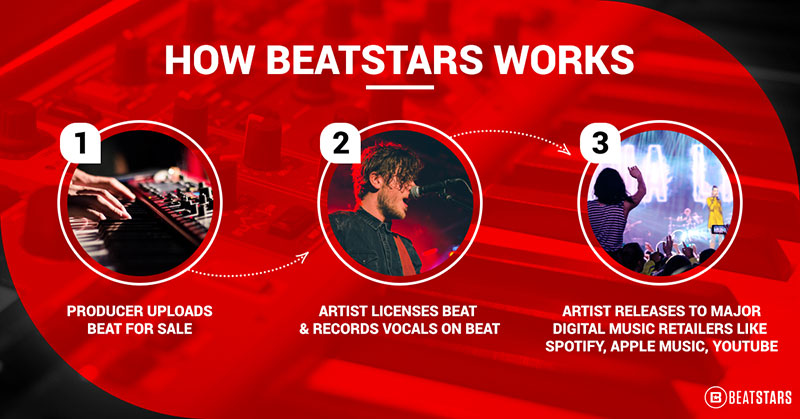 HOW BEATSTARS WORKS
1
2
3
PRODUCER UPLOADS
BEAT FOR SALE
ARTIST LICENSES BEAT
& RECORDS VOCALS ON BEAT
ARTIST RELEASES TO MAJOR
DIGITAL MUSIC RETAILERS LIKE
SPOTIFY, APPLE MUSIC, YOUTUBE
BEATSTARS